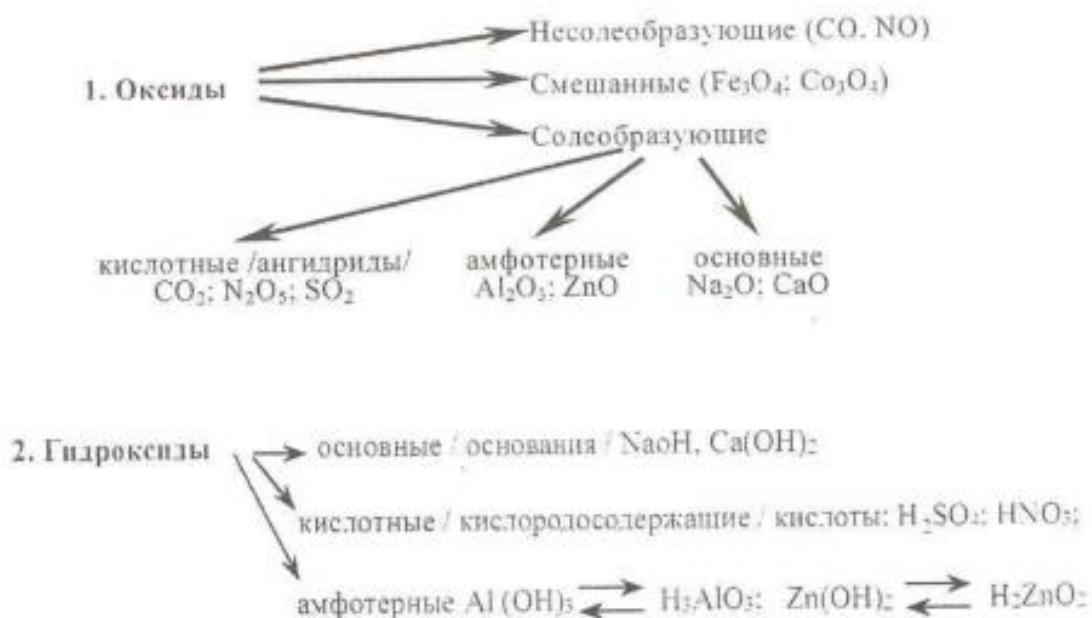 Несолеобразующие (CO. NO)
1. Оксиды
Смешанные (Fe₃O₄; Co₃O₄)
Солеобразующие
кислотные /ангидриды/ амфотерные основные
CO₂; N₂O₅; SO₂ Al₂O₃; ZnO Na₂O; CaO
2. Гидроксиды основные / основания / NaoH, Ca(OH)₂
кислотные / кислородосодержащие / кислоты: H₂SO₄; HNO₃;
амфотерные Al (OH)₃ H₃AlO₃; Zn(OH)₂ H₂ZnO₂